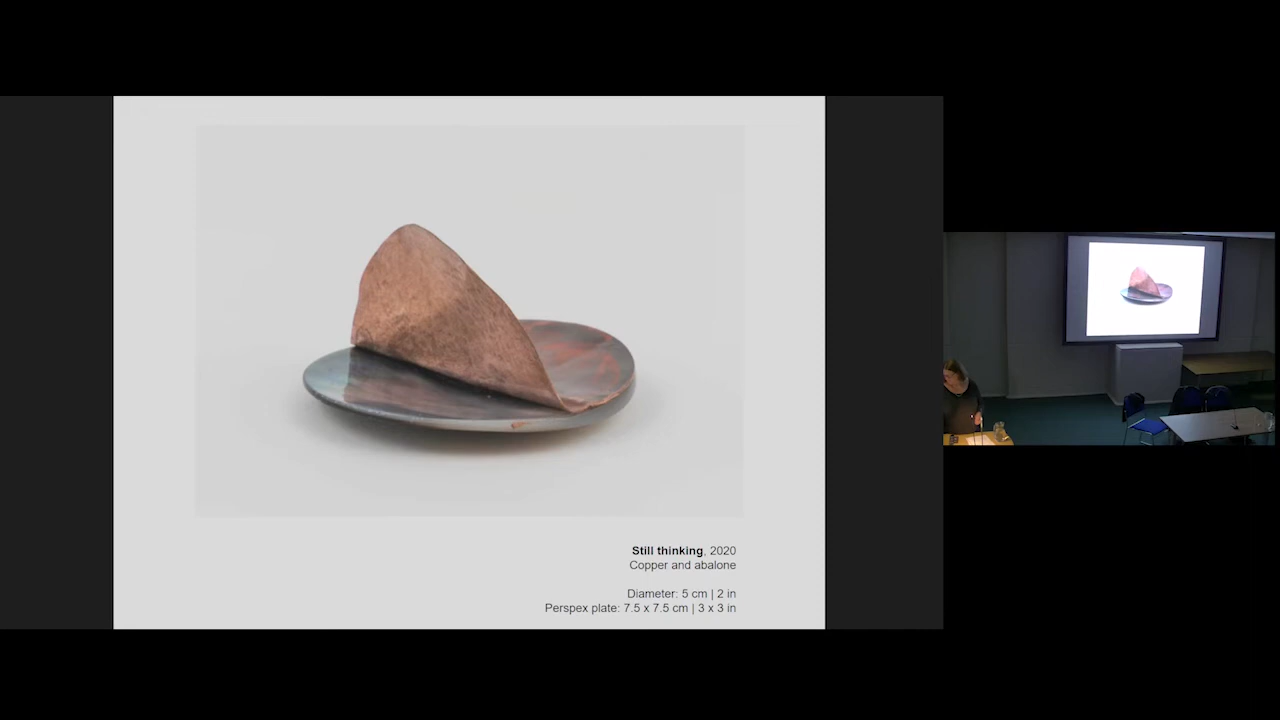 Still thinking, 2020
Copper and abalone
Diameter: 5 cm | 2 in
Perspex plate: 7.5 x 7.5 cm | 3 x 3 in